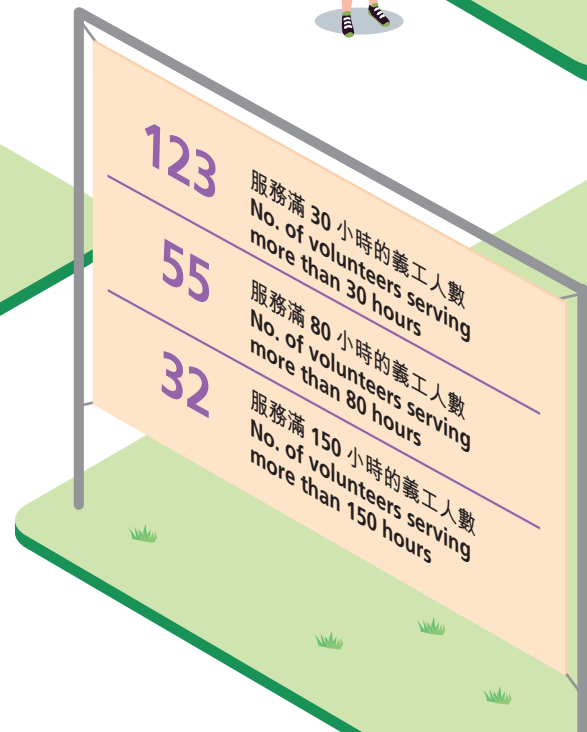 123
服務滿 30 小時的義工人數
No. of volunteers serving
more than 30 hours
55
服務滿 80 小時的義工人數
No. of volunteers serving
more than 80 hours
32
服務滿 150 小時的義工人數
No. of volunteers serving
more than 150 hours